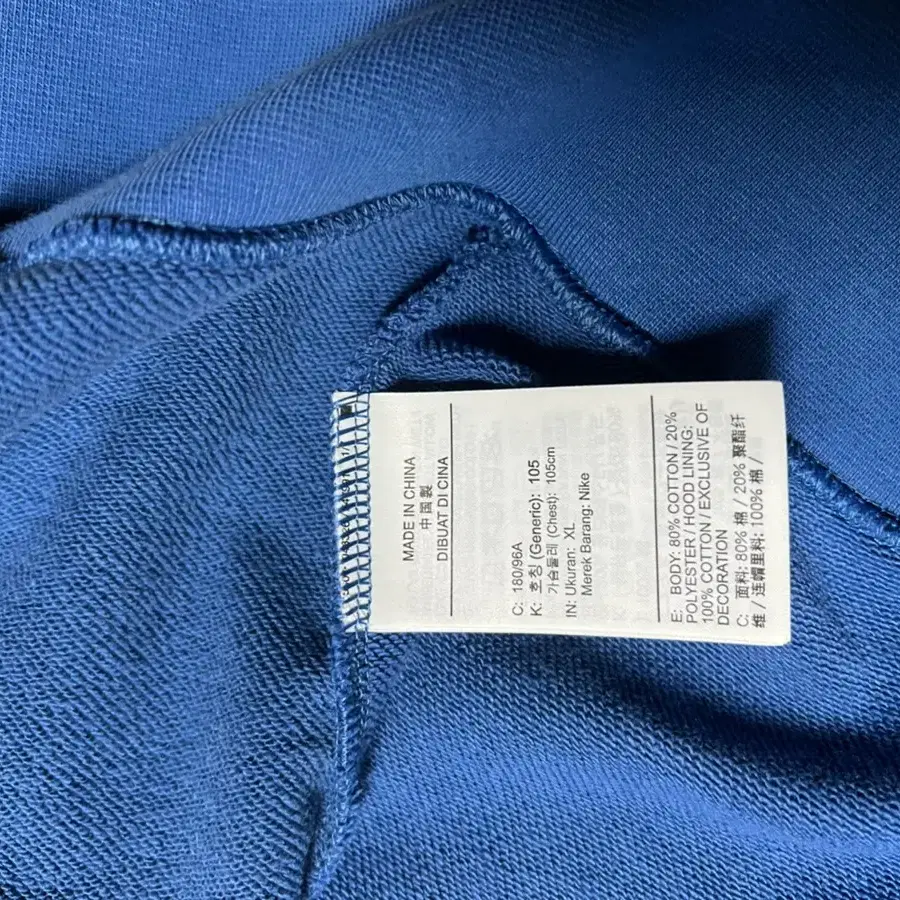 MADE IN CHINA
中国製
DIBUAT DI CINA
C: 180/96A
K: 호칭 (Generic): 105
가슴둘레 (Chest): 105cm
IN: Ukuran: XL
Merek Barang: Nike
E: BODY: 80% COTTON / 20%
POLYESTER / HOOD LINING:
100% COTTON / EXCLUSIVE OF
DECORATION
C: 面料: 80% 棉 / 20% 聚酯纤
维 / 连帽里料: 100% 棉 /